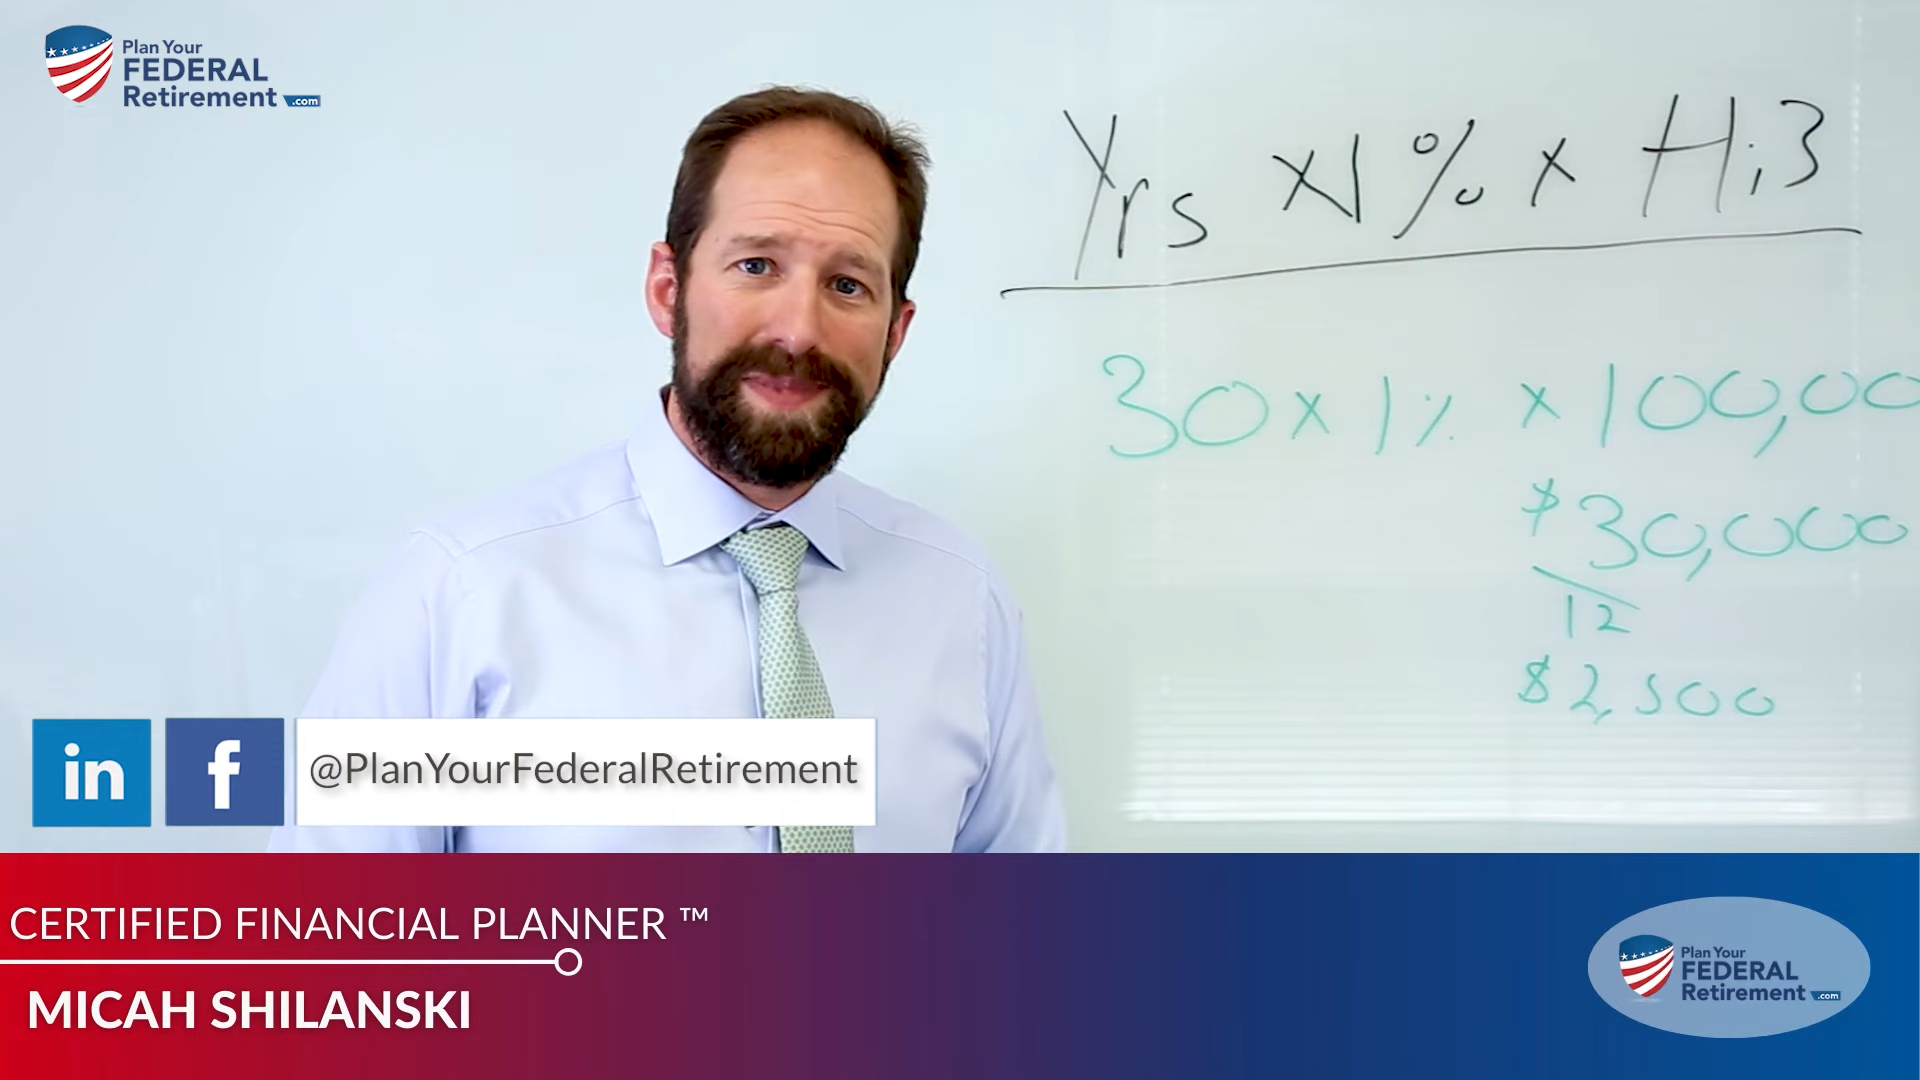 Plan Your
FEDERAL
Retirement .com
Yrs x 1% x Hi3
30 x 1% x 100,00
$30,000
12
$2,500
in f @PlanYourFederalRetirement
CERTIFIED FINANCIAL PLANNER ™
MICAH SHILANSKI
Plan Your
FEDERAL
Retirement .com